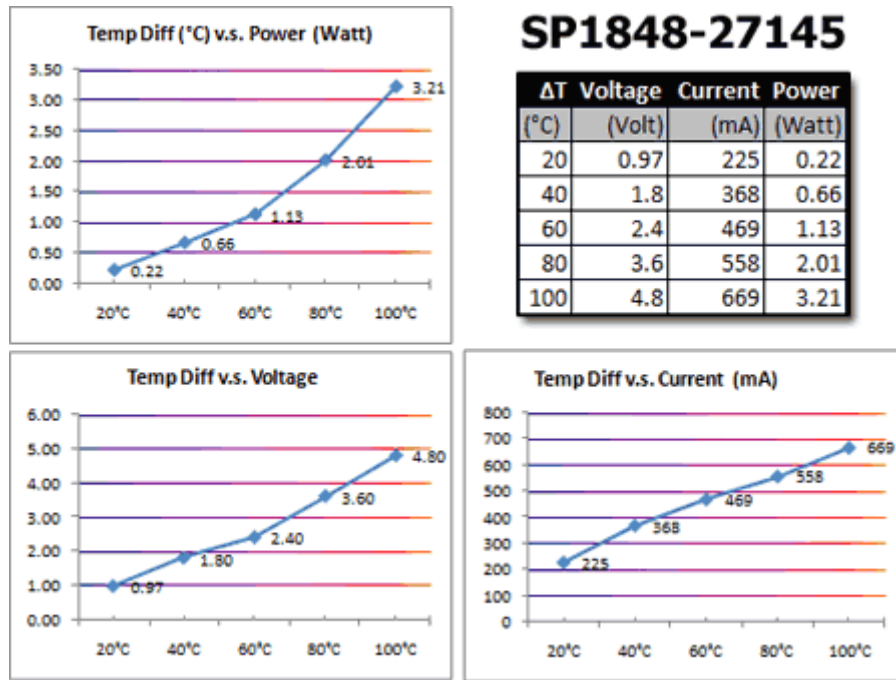 Temp Diff (°C) v.s. Power (Watt)
3.50
3.00
2.50
2.00
1.50
1.00
0.50
0.00
0.22
0.66
1.13
2.01
3.21
20°C 40°C 60°C 80°C 100°C
SP1848-27145
ΔT Voltage Current Power
(°C) (Volt) (mA) (Watt)
20 0.97 225 0.22
40 1.8 368 0.66
60 2.4 469 1.13
80 3.6 558 2.01
100 4.8 669 3.21
Temp Diff v.s. Voltage
6.00
5.00
4.00
3.00
2.00
1.00
0.00
0.97
1.80
2.40
3.60
4.80
20°C 40°C 60°C 80°C 100°C
Temp Diff v.s. Current (mA)
800
700
600
500
400
300
200
100
0
225
368
469
558
669
20°C 40°C 60°C 80°C 100°C